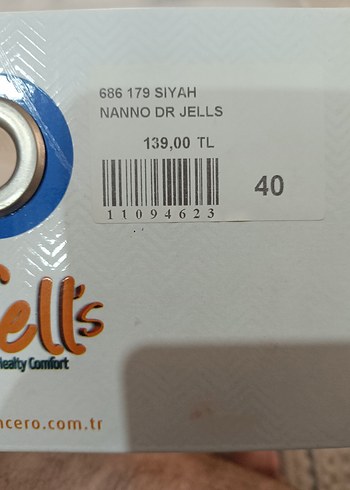 686 179 SIYAH
NANNO DR JELLS
139,00 TL
11094623
40
ell's
ealty Comfort
ncero.com.tr